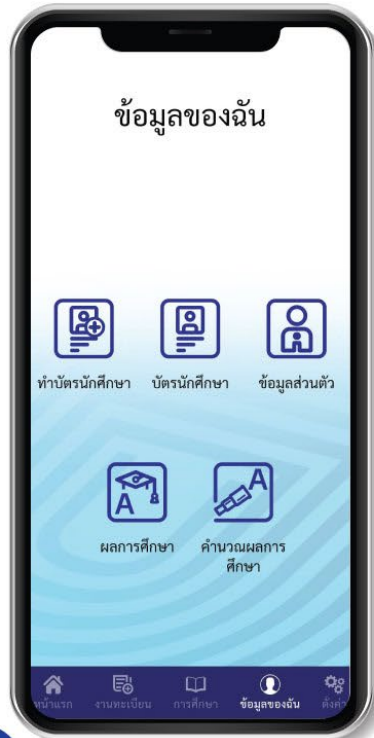 ข้อมูลของฉัน
ทำบัตรนักศึกษา บัตรนักศึกษา ข้อมูลส่วนตัว
A A
ผลการศึกษา คำนวณผลการ
ศึกษา
หน้าแรก งานทะเบียน การศึกษา ข้อมูลของฉัน ตั้งค่า